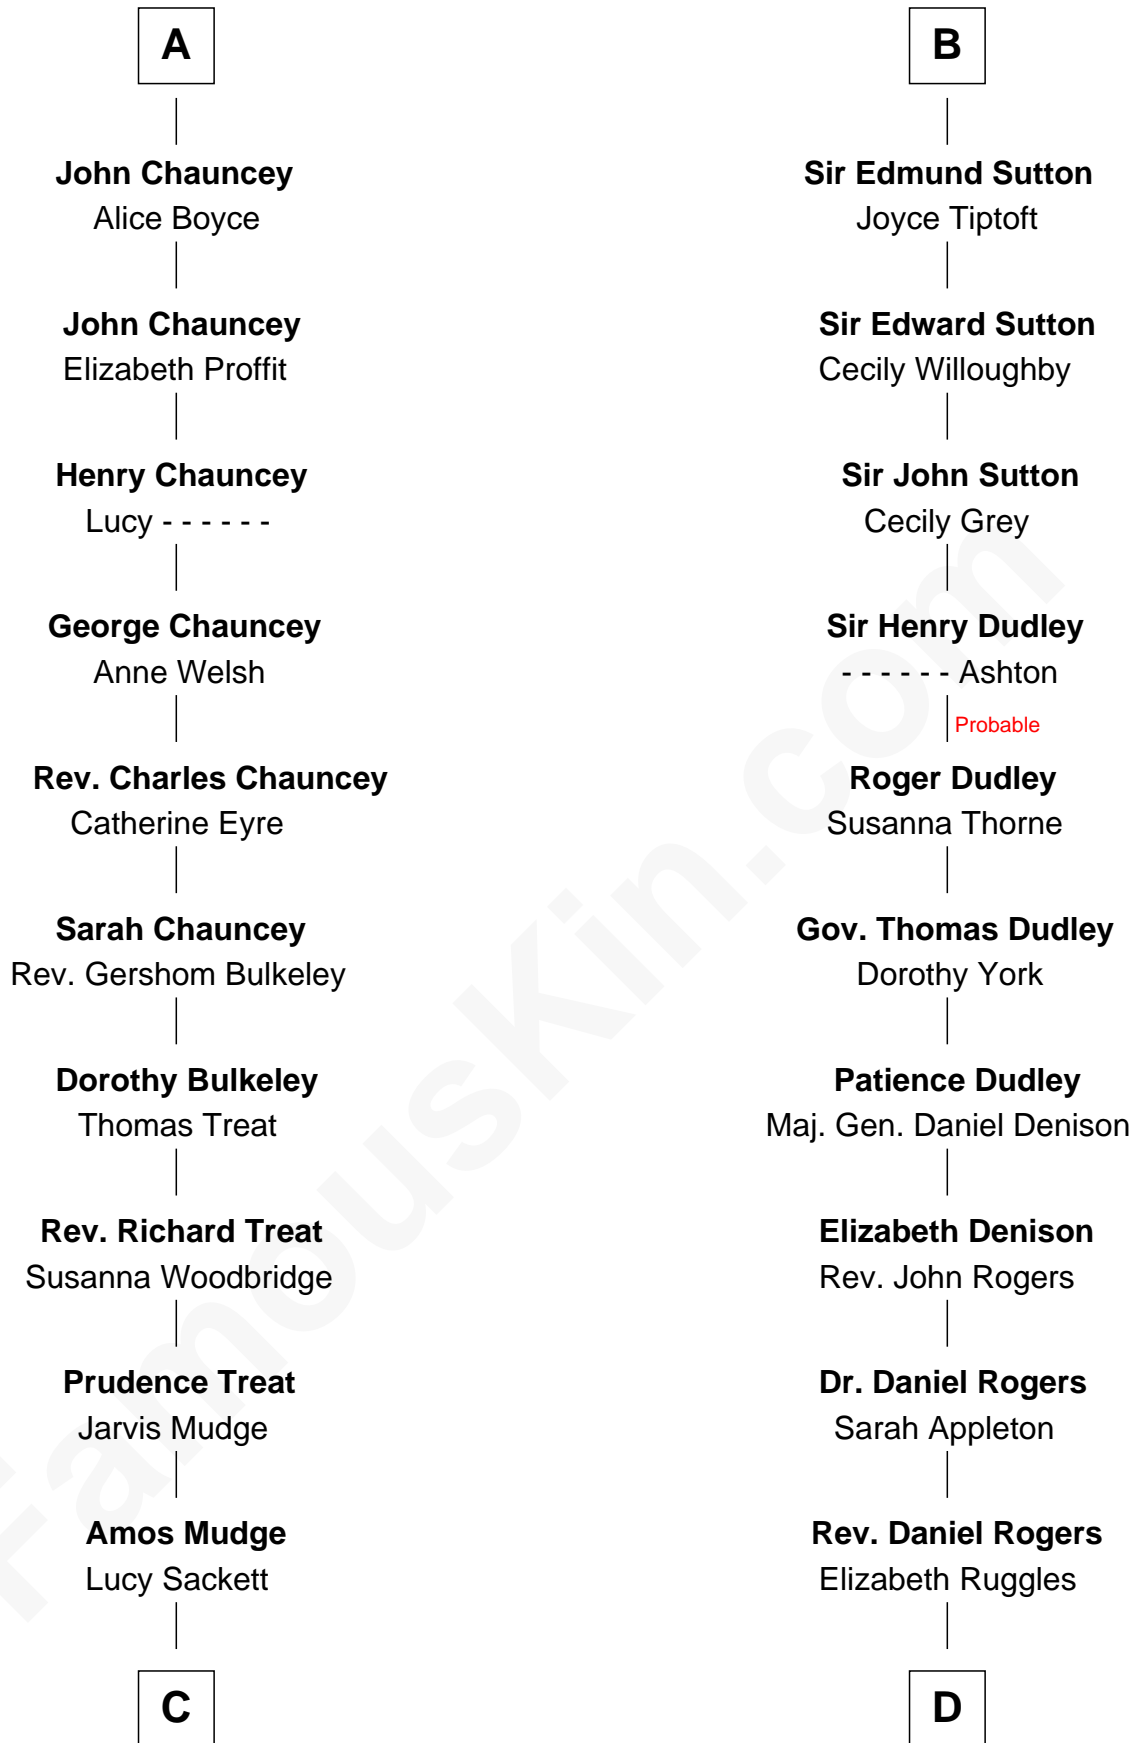 A
John Chauncey
Alice Boyce
John Chauncey
Elizabeth Proffit
Henry Chauncey
Lucy - - - - - -
George Chauncey
Anne Welsh
Rev. Charles Chauncey
Catherine Eyre
Sarah Chauncey
Rev. Gershom Bulkeley
Dorothy Bulkeley
Thomas Treat
Rev. Richard Treat
Susanna Woodbridge
Prudence Treat
Jarvis Mudge
Amos Mudge
Lucy Sackett
C
B
Sir Edmund Sutton
Joyce Tiptoft
Sir Edward Sutton
Cecily Willoughby
Sir John Sutton
Cecily Grey
Sir Henry Dudley
- - - - - - Ashton
Probable
Roger Dudley
Susanna Thorne
Gov. Thomas Dudley
Dorothy York
Patience Dudley
Maj. Gen. Daniel Denison
Elizabeth Denison
Rev. John Rogers
Dr. Daniel Rogers
Sarah Appleton
Rev. Daniel Rogers
Elizabeth Ruggles
D
FamousKin.com